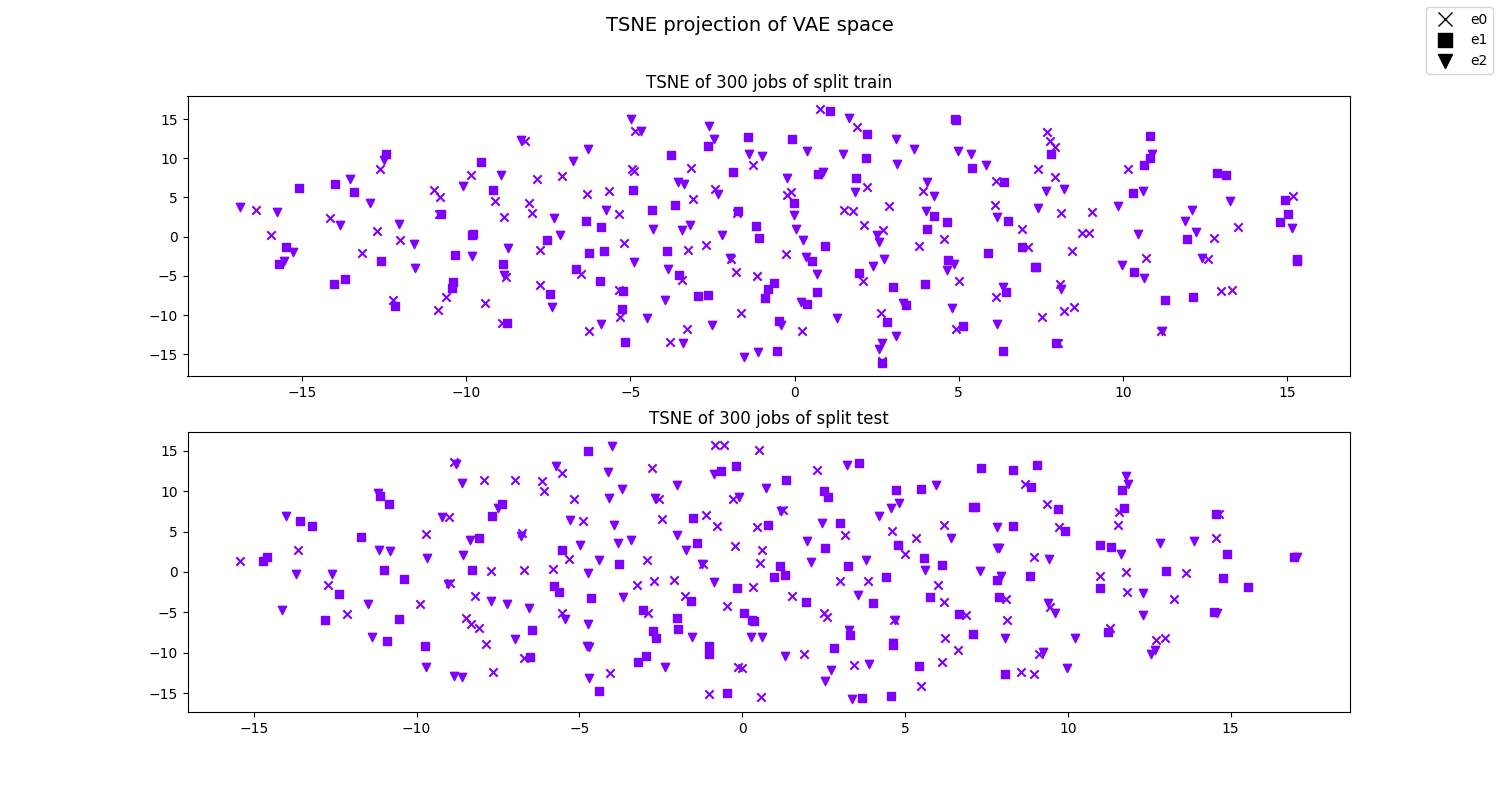 TSNE projection of VAE space
e0
e1
e2
TSNE of 300 jobs of split train
15
10
5
0
−5
−10
−15
−15 −10 −5 0 5 10 15
TSNE of 300 jobs of split test
15
10
5
0
−5
−10
−15
−15 −10 −5 0 5 10 15